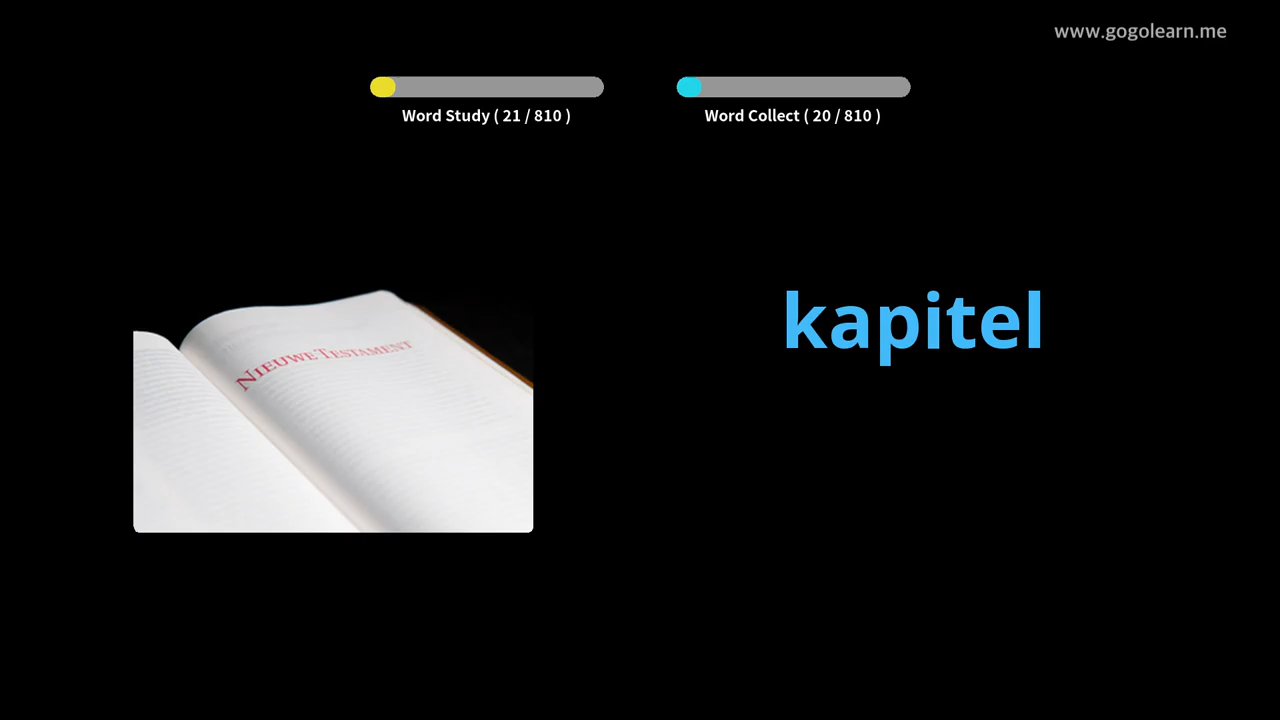 www.gogolearn.me
Word Study ( 21 / 810 )
Word Collect ( 20 / 810 )
NIEUWE TESTAMENT
kapitel